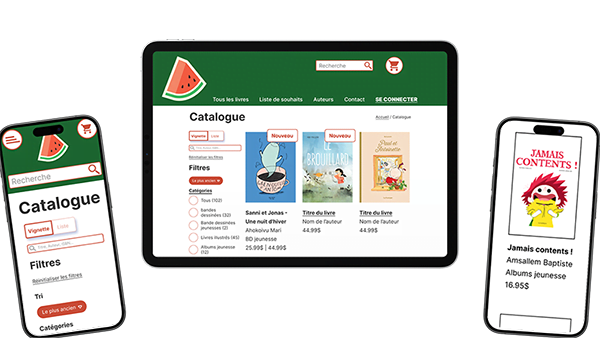 Recherche
Catalogue
Vignette
Liste
Filtres
Réinitialiser les filtres
Tri
Le plus ancien
Catégories
Recherche
Tous les livres
Liste de souhaits
Auteurs
Contact
SE CONNECTER
Catalogue
Accueil / Catalogue
Vignette
Liste
Réinitialiser les filtres
Filtres
Le plus ancien
Catégories
Tous (102)
Bandes
dessinées (32)
Bande dessinées
jeunesses (2)
Livres illustrés (45)
Albums jeunesse
(12)
Nouveau
Sanni et Jonas -
Une nuit d'hiver
Ahokoivu Mari
BD jeunesse
25.99$ | 44.99$
Nouveau
LE
BROUILLARD
Titre du livre
Nom de l'auteur
44.99$
Paul et
Antoinette
Titre du livre
Nom de l'auteur
44.99$
JAMAIS
CONTENTS !
Jamais contents !
Amsallem Baptiste
Albums jeunesse
16.95$